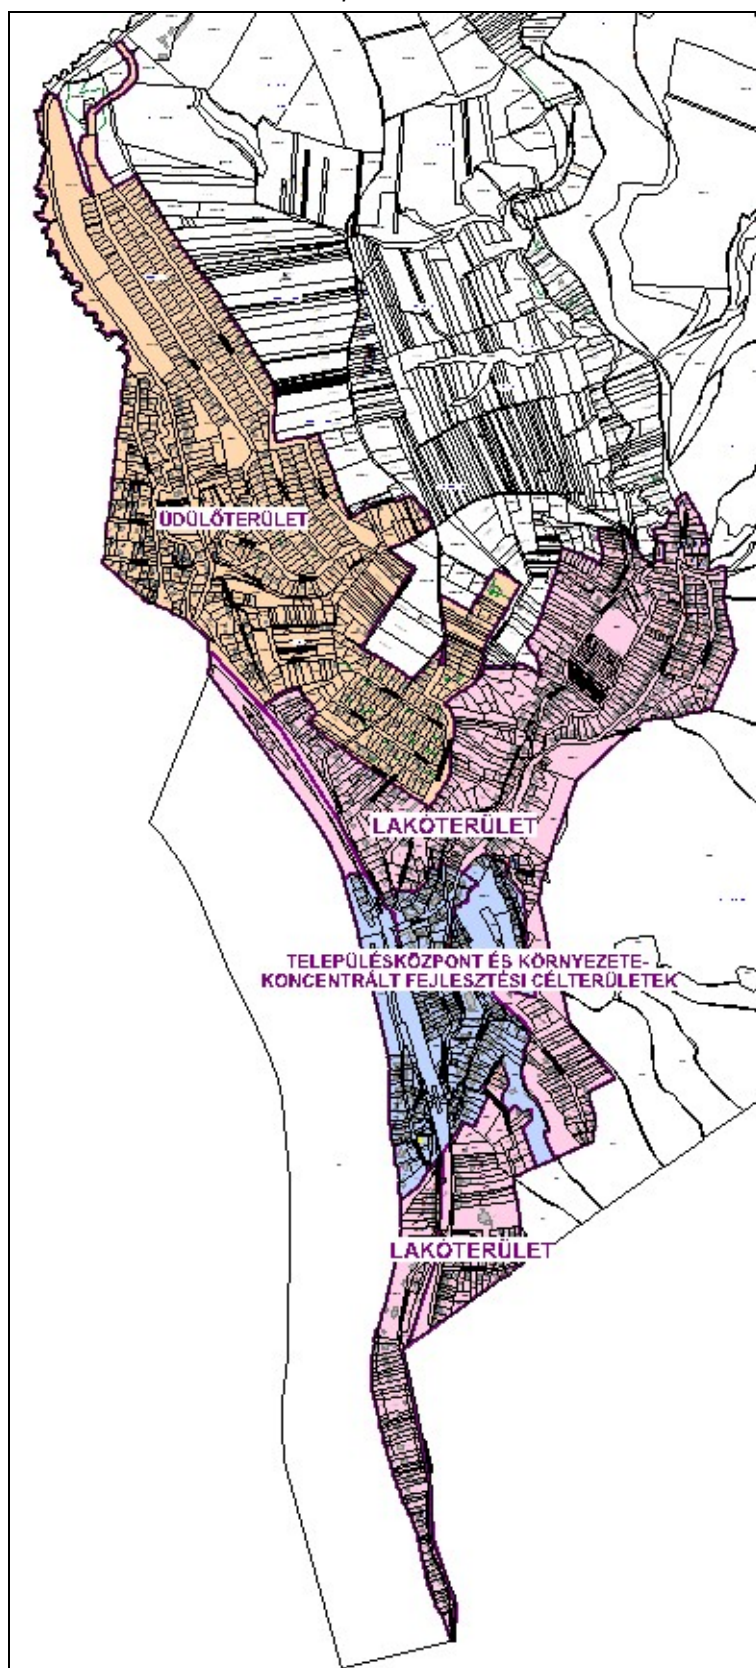 ÜDÜLŐTERÜLET
LAKÓTERÜLET
TELEPÜLÉSKÖZPONT ÉS KÖRNYEZETE-
KONCENTRÁLT FEJLESZTÉSI CÉLTERÜLETEK
LAKÓTERÜLET